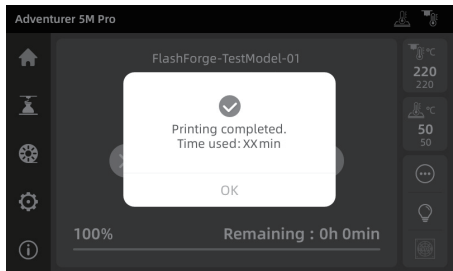 Adventurer 5M Pro
FlashForge-TestModel-01
Printing completed.
Time used: XX min
OK
100%
Remaining : 0h 0min
°C
220
220
°C
50
50